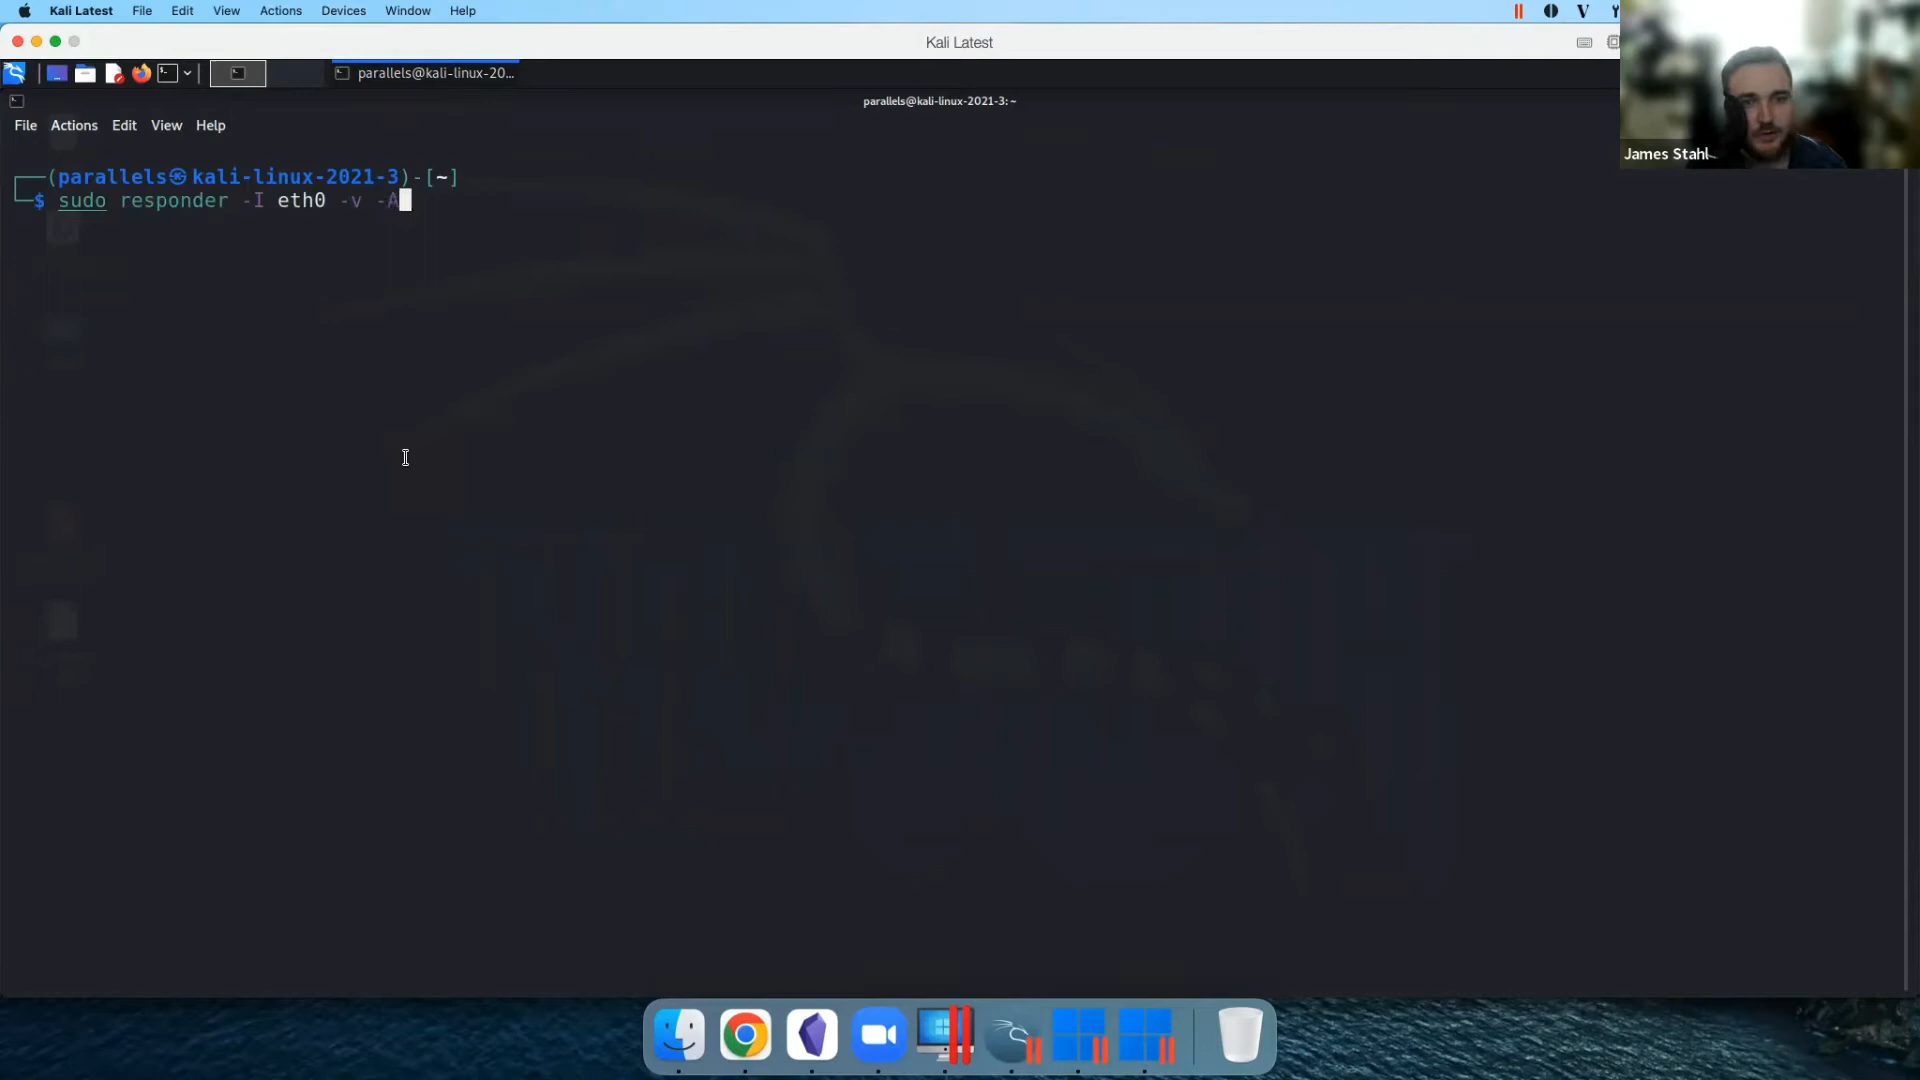 Kali Latest File Edit View Actions Devices Window Help
Kali Latest
parallels@kali-linux-20...
parallels@kali-linux-2021-3:~
File Actions Edit View Help
James Stahl
(parallels㉿kali-linux-2021-3)-[~]
$ sudo responder -I eth0 -v -A